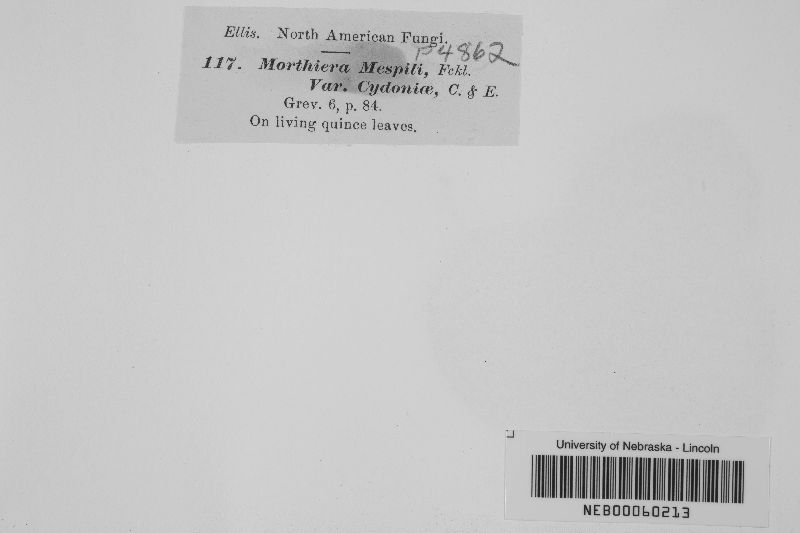 Ellis. North American Fungi.
P4862
117. Morthiera Mespili, Fckl.
Var. Cydoniæ, C. & E.
Grev. 6, p. 84.
On living quince leaves.
University of Nebraska - Lincoln
NEB00060213